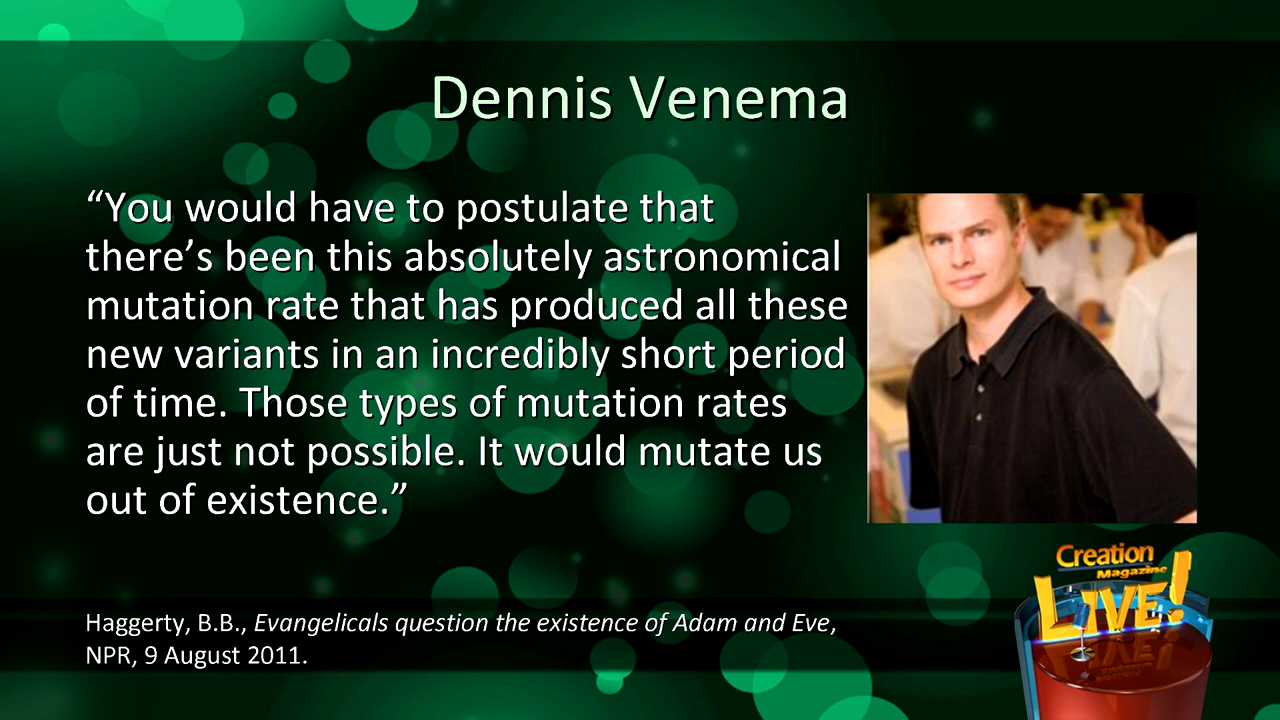 Dennis Venema
“You would have to postulate that
there’s been this absolutely astronomical
mutation rate that has produced all these
new variants in an incredibly short period
of time. Those types of mutation rates
are just not possible. It would mutate us
out of existence.”
Haggerty, B.B., Evangelicals question the existence of Adam and Eve,
NPR, 9 August 2011.
Creation
Magazine
LIVE!